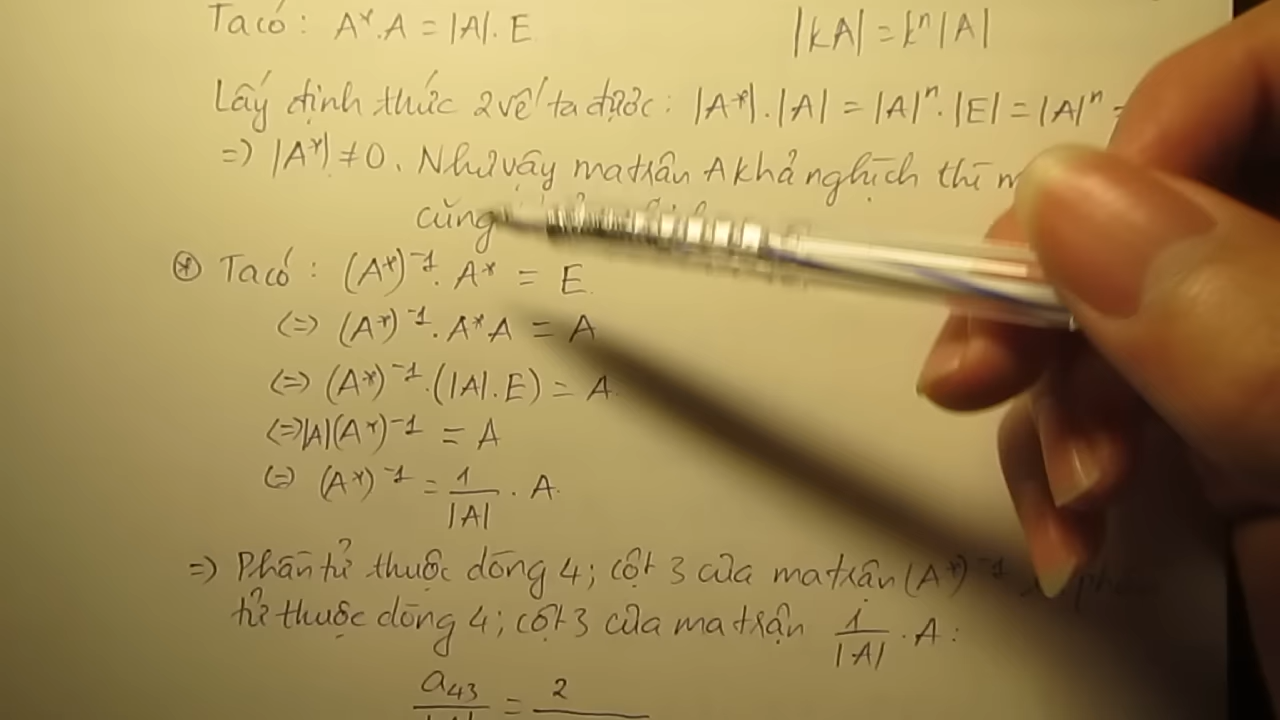 Ta có : A*.A = |A|. E
|kA| = kⁿ|A|
Lấy định thức 2 vế ta được : |A*|.|A| = |A|ⁿ.|E| = |A|ⁿ
=> |A*| ≠ 0. Như vậy ma trận A khả nghịch thì
cũng
⊛ Ta có : (A*)⁻¹. A* = E.
<=> (A*)⁻¹. A*A = A
<=> (A*)⁻¹.(|A|.E) = A.
<=> |A|(A*)⁻¹ = A
<=> (A*)⁻¹ = 1/|A| . A.
=> Phần tử thuộc dòng 4; cột 3 của ma trận (A*)⁻¹
tử thuộc dòng 4; cột 3 của ma trận 1/|A| . A :
a₄₃/|A| = 2